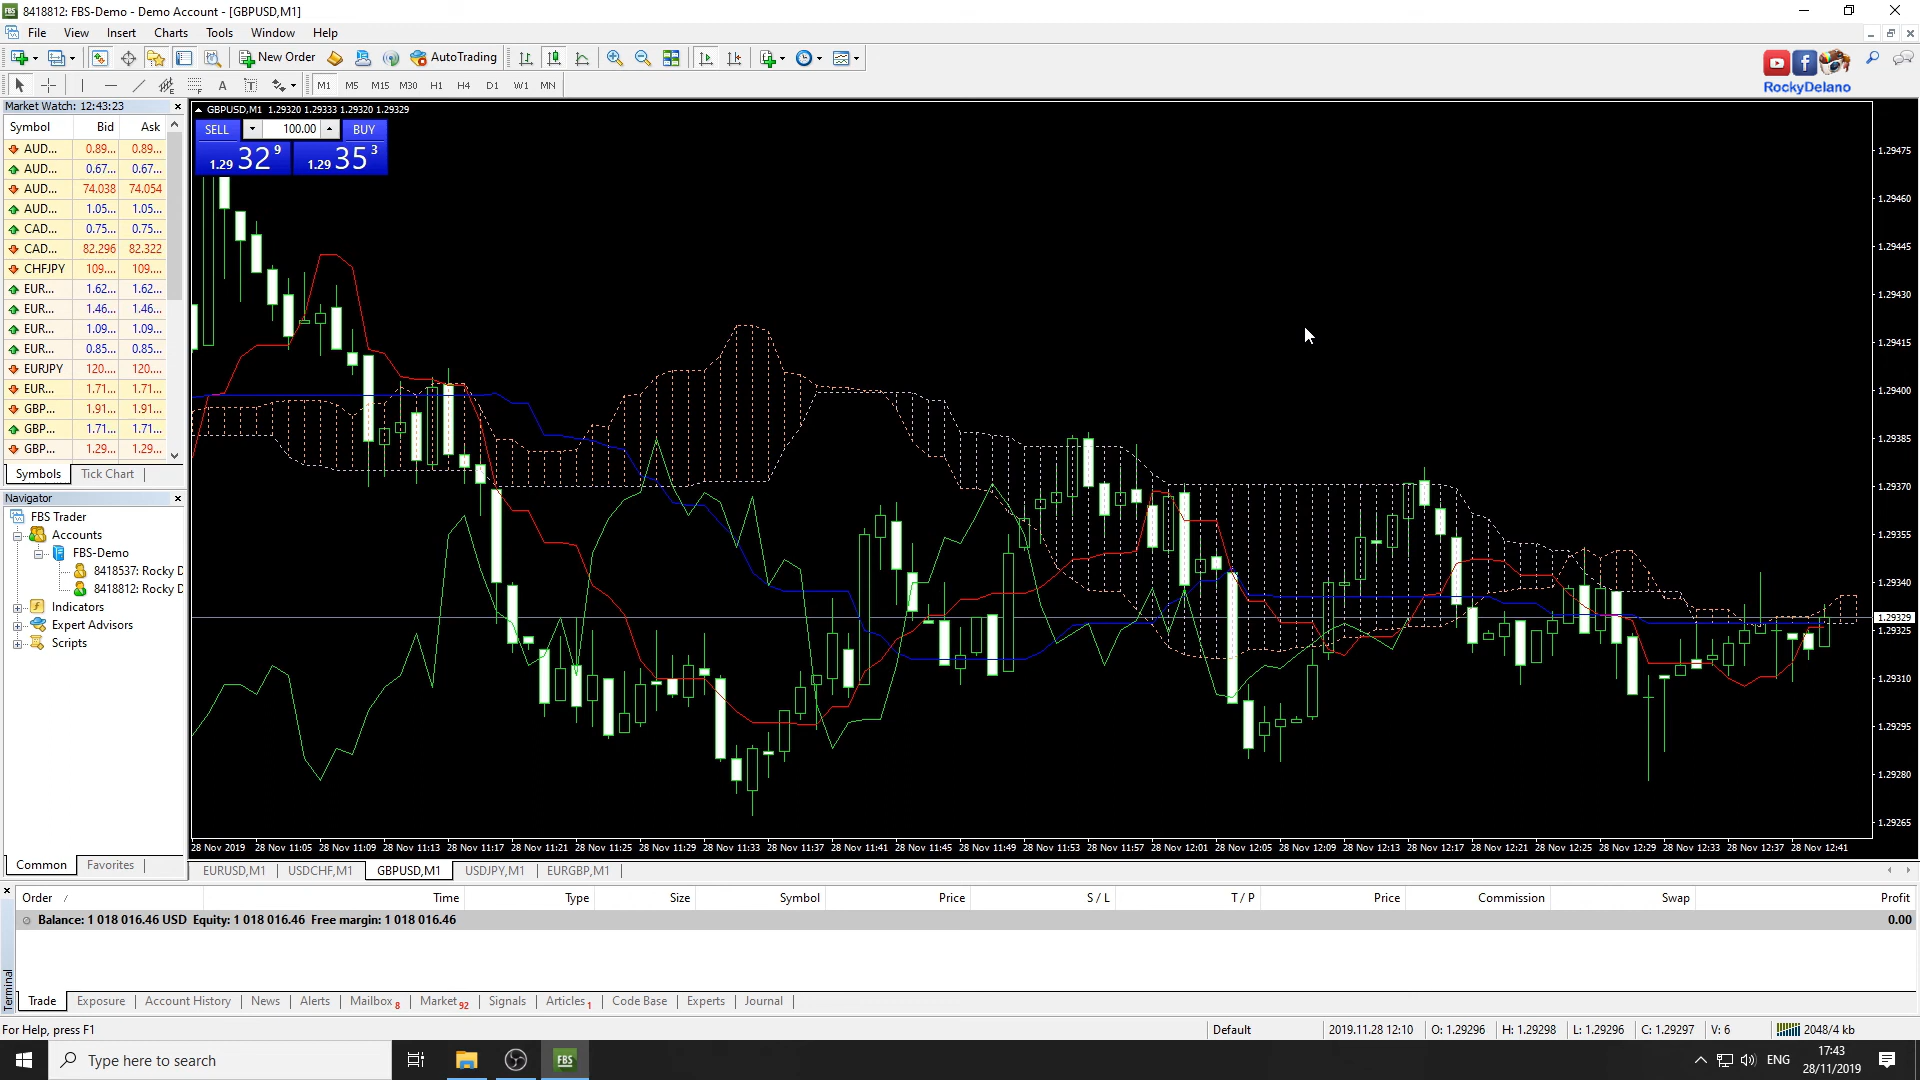 8418812: FBS-Demo - Demo Account - [GBPUSD,M1]
File View Insert Charts Tools Window Help
New Order AutoTrading
M1 M5 M15 M30 H1 H4 D1 W1 MN
RockyDelano
Market Watch: 12:43:23
Symbol Bid Ask
AUD... 0.89... 0.89...
AUD... 0.67... 0.67...
AUD... 74.038 74.054
AUD... 1.05... 1.05...
CAD... 0.75... 0.75...
CAD... 82.296 82.322
CHFJPY 109.... 109....
EUR... 1.62... 1.62...
EUR... 1.46... 1.46...
EUR... 1.09... 1.09...
EUR... 0.85... 0.85...
EURJPY 120.... 120....
EUR... 1.71... 1.71...
GBP... 1.91... 1.91...
GBP... 1.71... 1.71...
GBP... 1.29... 1.29...
Symbols Tick Chart
Navigator
FBS Trader
Accounts
FBS-Demo
8418537: Rocky D
8418812: Rocky D
Indicators
Expert Advisors
Scripts
Common Favorites
GBPUSD,M1 1.29320 1.29333 1.29320 1.29329
SELL 100.00 BUY
1.29 32 9 1.29 35 3
1.29475
1.29460
1.29445
1.29430
1.29415
1.29400
1.29385
1.29370
1.29355
1.29340
1.29329
1.29325
1.29310
1.29295
1.29280
1.29265
28 Nov 2019 28 Nov 11:05 28 Nov 11:09 28 Nov 11:13 28 Nov 11:17 28 Nov 11:21 28 Nov 11:25 28 Nov 11:29 28 Nov 11:33 28 Nov 11:37 28 Nov 11:41 28 Nov 11:45 28 Nov 11:49 28 Nov 11:53 28 Nov 11:57 28 Nov 12:01 28 Nov 12:05 28 Nov 12:09 28 Nov 12:13 28 Nov 12:17 28 Nov 12:21 28 Nov 12:25 28 Nov 12:29 28 Nov 12:33 28 Nov 12:37 28 Nov 12:41
EURUSD,M1 USDCHF,M1 GBPUSD,M1 USDJPY,M1 EURGBP,M1
Order / Time Type Size Symbol Price S / L T / P Price Commission Swap Profit
Balance: 1 018 016.46 USD Equity: 1 018 016.46 Free margin: 1 018 016.46 0.00
Terminal
Trade Exposure Account History News Alerts Mailbox 8 Market 92 Signals Articles 1 Code Base Experts Journal
For Help, press F1 Default 2019.11.28 12:10 O: 1.29296 H: 1.29298 L: 1.29296 C: 1.29297 V: 6 2048/4 kb
Type here to search FBS ENG 17:43
28/11/2019